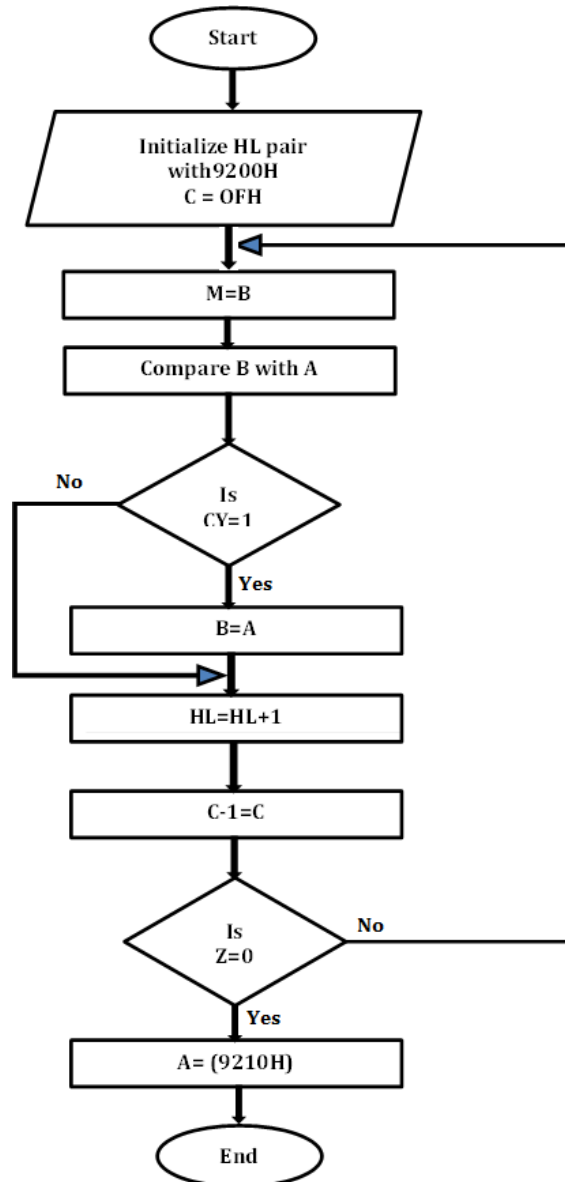 Start
Initialize HL pair
with9200H
C = OFH
M=B
Compare B with A
No
Is
CY=1
Yes
B=A
HL=HL+1
C-1=C
Is
Z=0
No
Yes
A= (9210H)
End